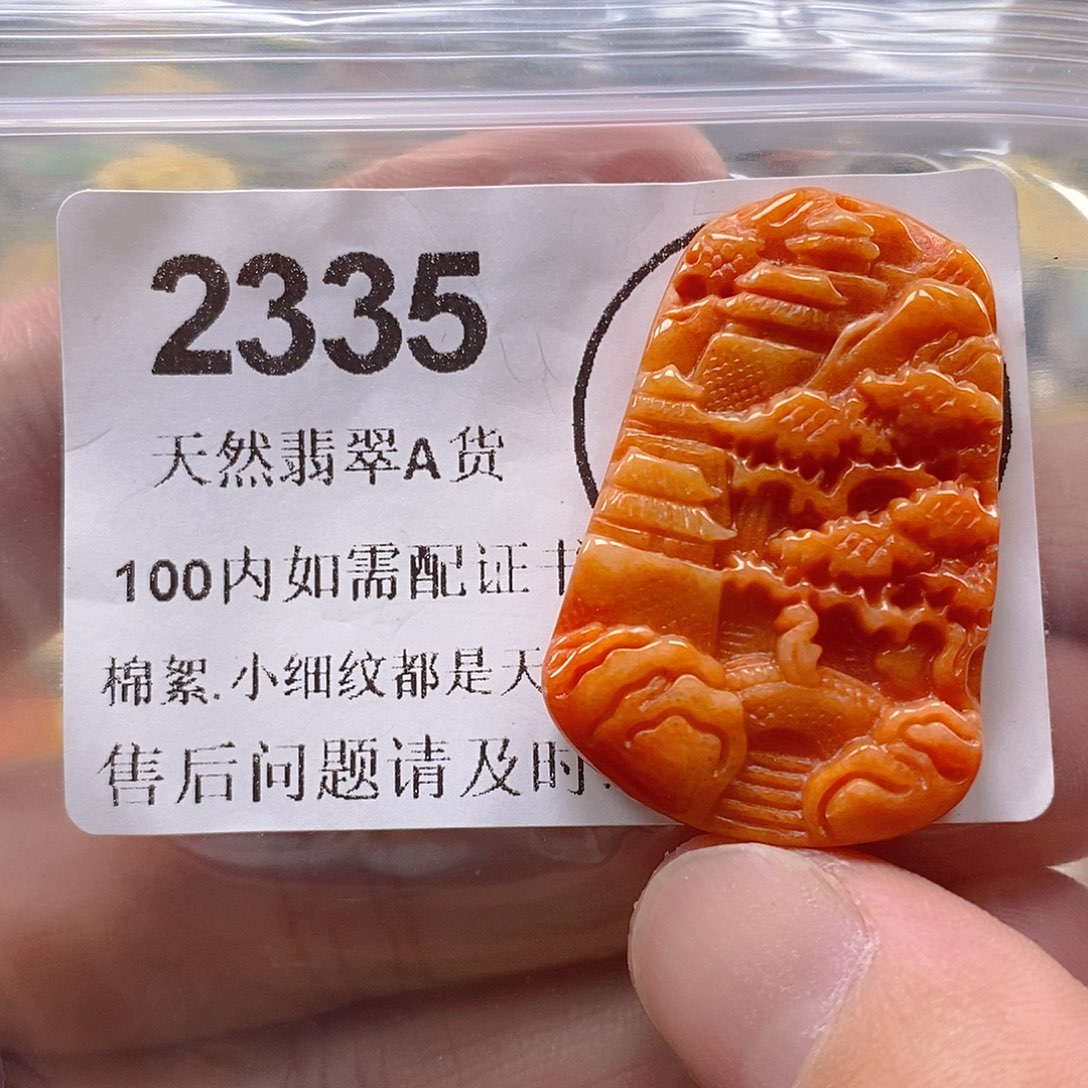 2335
天然翡翠A货
100内如需配证书
棉絮.小细纹都是天
售后问题请及时